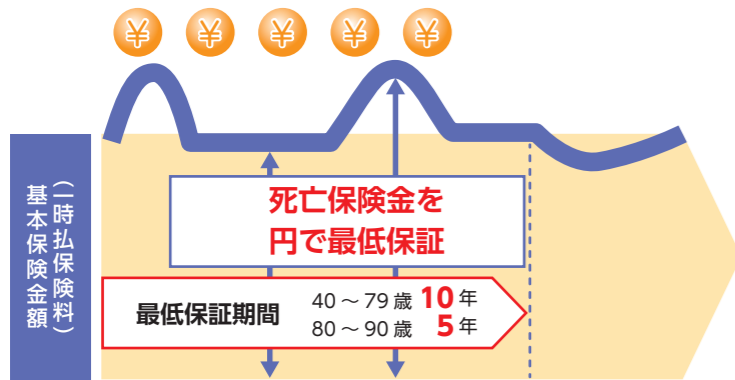 ¥ ¥ ¥ ¥ ¥
(一時払保険料)
基本保険金額
死亡保険金を
円で最低保証
最低保証期間
40～79歳 10年
80～90歳 5年